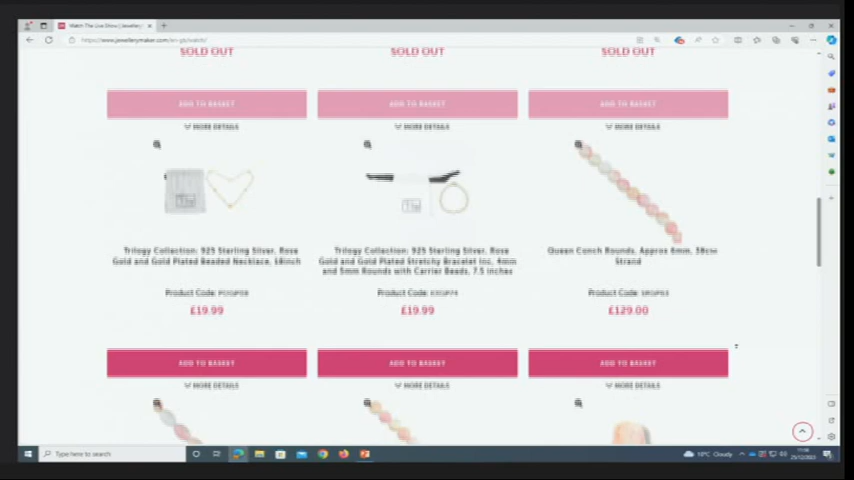 Watch The Live Show | Jewellery
https://www.jewellerymaker.com/en-gb/watch/
SOLD OUT SOLD OUT SOLD OUT
ADD TO BASKET ADD TO BASKET ADD TO BASKET
MORE DETAILS MORE DETAILS MORE DETAILS
Trilogy Collection: 925 Sterling Silver, Rose Trilogy Collection: 925 Sterling Silver, Rose Queen Conch Rounds, Approx 6mm, 38cm
Gold and Gold Plated Beaded Necklace, 18inch Gold and Gold Plated Stretchy Bracelet Inc. 4mm Strand
and 5mm Rounds with Carrier Beads, 7.5 inches
Product Code: Product Code: Product Code:
£19.99 £19.99 £129.00
ADD TO BASKET ADD TO BASKET ADD TO BASKET
MORE DETAILS MORE DETAILS MORE DETAILS
Type here to search
10°C Cloudy